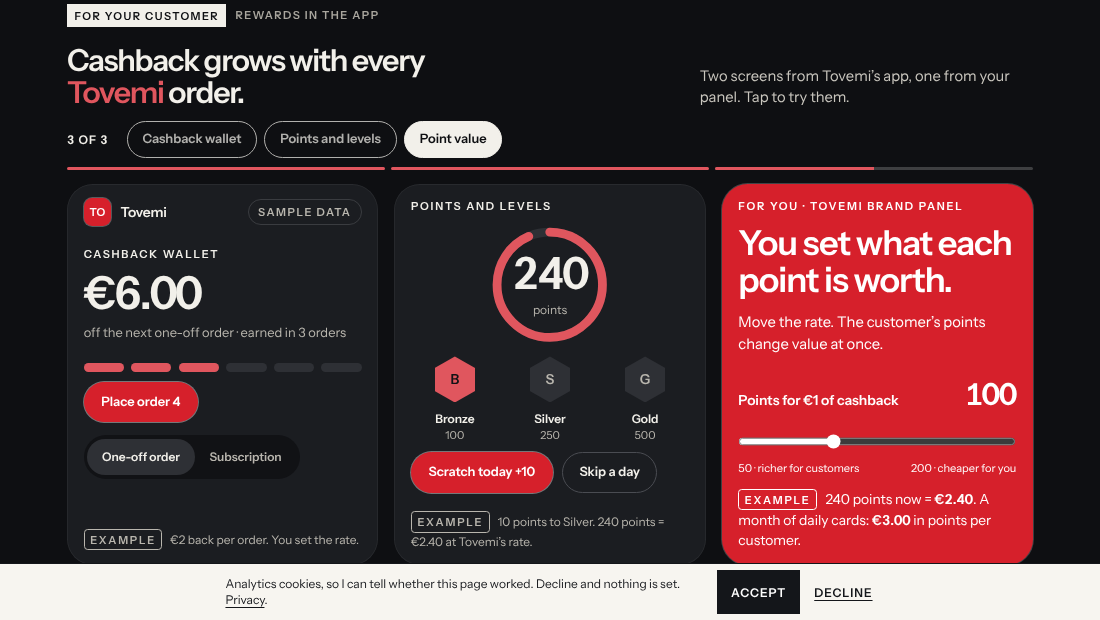 FOR YOUR CUSTOMER REWARDS IN THE APP
Cashback grows with every
Tovemi order.
Two screens from Tovemi's app, one from your
panel. Tap to try them.
3 OF 3 Cashback wallet Points and levels Point value
TO Tovemi SAMPLE DATA
CASHBACK WALLET
€6.00
off the next one-off order · earned in 3 orders
Place order 4
One-off order Subscription
EXAMPLE €2 back per order. You set the rate.
POINTS AND LEVELS
240
points
B S G
Bronze Silver Gold
100 250 500
Scratch today +10 Skip a day
EXAMPLE 10 points to Silver. 240 points =
€2.40 at Tovemi's rate.
FOR YOU · TOVEMI BRAND PANEL
You set what each
point is worth.
Move the rate. The customer's points
change value at once.
Points for €1 of cashback 100
50 · richer for customers 200 · cheaper for you
EXAMPLE 240 points now = €2.40. A
month of daily cards: €3.00 in points per
customer.
Analytics cookies, so I can tell whether this page worked. Decline and nothing is set.
Privacy.
ACCEPT DECLINE